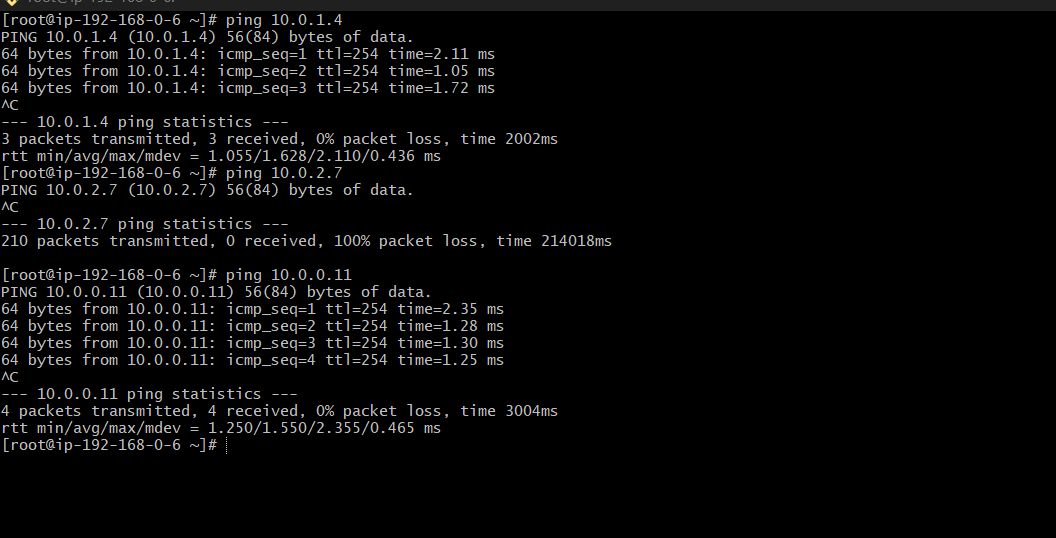 [root@ip-192-168-0-6 ~]# ping 10.0.1.4
PING 10.0.1.4 (10.0.1.4) 56(84) bytes of data.
64 bytes from 10.0.1.4: icmp_seq=1 ttl=254 time=2.11 ms
64 bytes from 10.0.1.4: icmp_seq=2 ttl=254 time=1.05 ms
64 bytes from 10.0.1.4: icmp_seq=3 ttl=254 time=1.72 ms
^C
--- 10.0.1.4 ping statistics ---
3 packets transmitted, 3 received, 0% packet loss, time 2002ms
rtt min/avg/max/mdev = 1.055/1.628/2.110/0.436 ms
[root@ip-192-168-0-6 ~]# ping 10.0.2.7
PING 10.0.2.7 (10.0.2.7) 56(84) bytes of data.
^C
--- 10.0.2.7 ping statistics ---
210 packets transmitted, 0 received, 100% packet loss, time 214018ms
[root@ip-192-168-0-6 ~]# ping 10.0.0.11
PING 10.0.0.11 (10.0.0.11) 56(84) bytes of data.
64 bytes from 10.0.0.11: icmp_seq=1 ttl=254 time=2.35 ms
64 bytes from 10.0.0.11: icmp_seq=2 ttl=254 time=1.28 ms
64 bytes from 10.0.0.11: icmp_seq=3 ttl=254 time=1.30 ms
64 bytes from 10.0.0.11: icmp_seq=4 ttl=254 time=1.25 ms
^C
--- 10.0.0.11 ping statistics ---
4 packets transmitted, 4 received, 0% packet loss, time 3004ms
rtt min/avg/max/mdev = 1.250/1.550/2.355/0.465 ms
[root@ip-192-168-0-6 ~]#